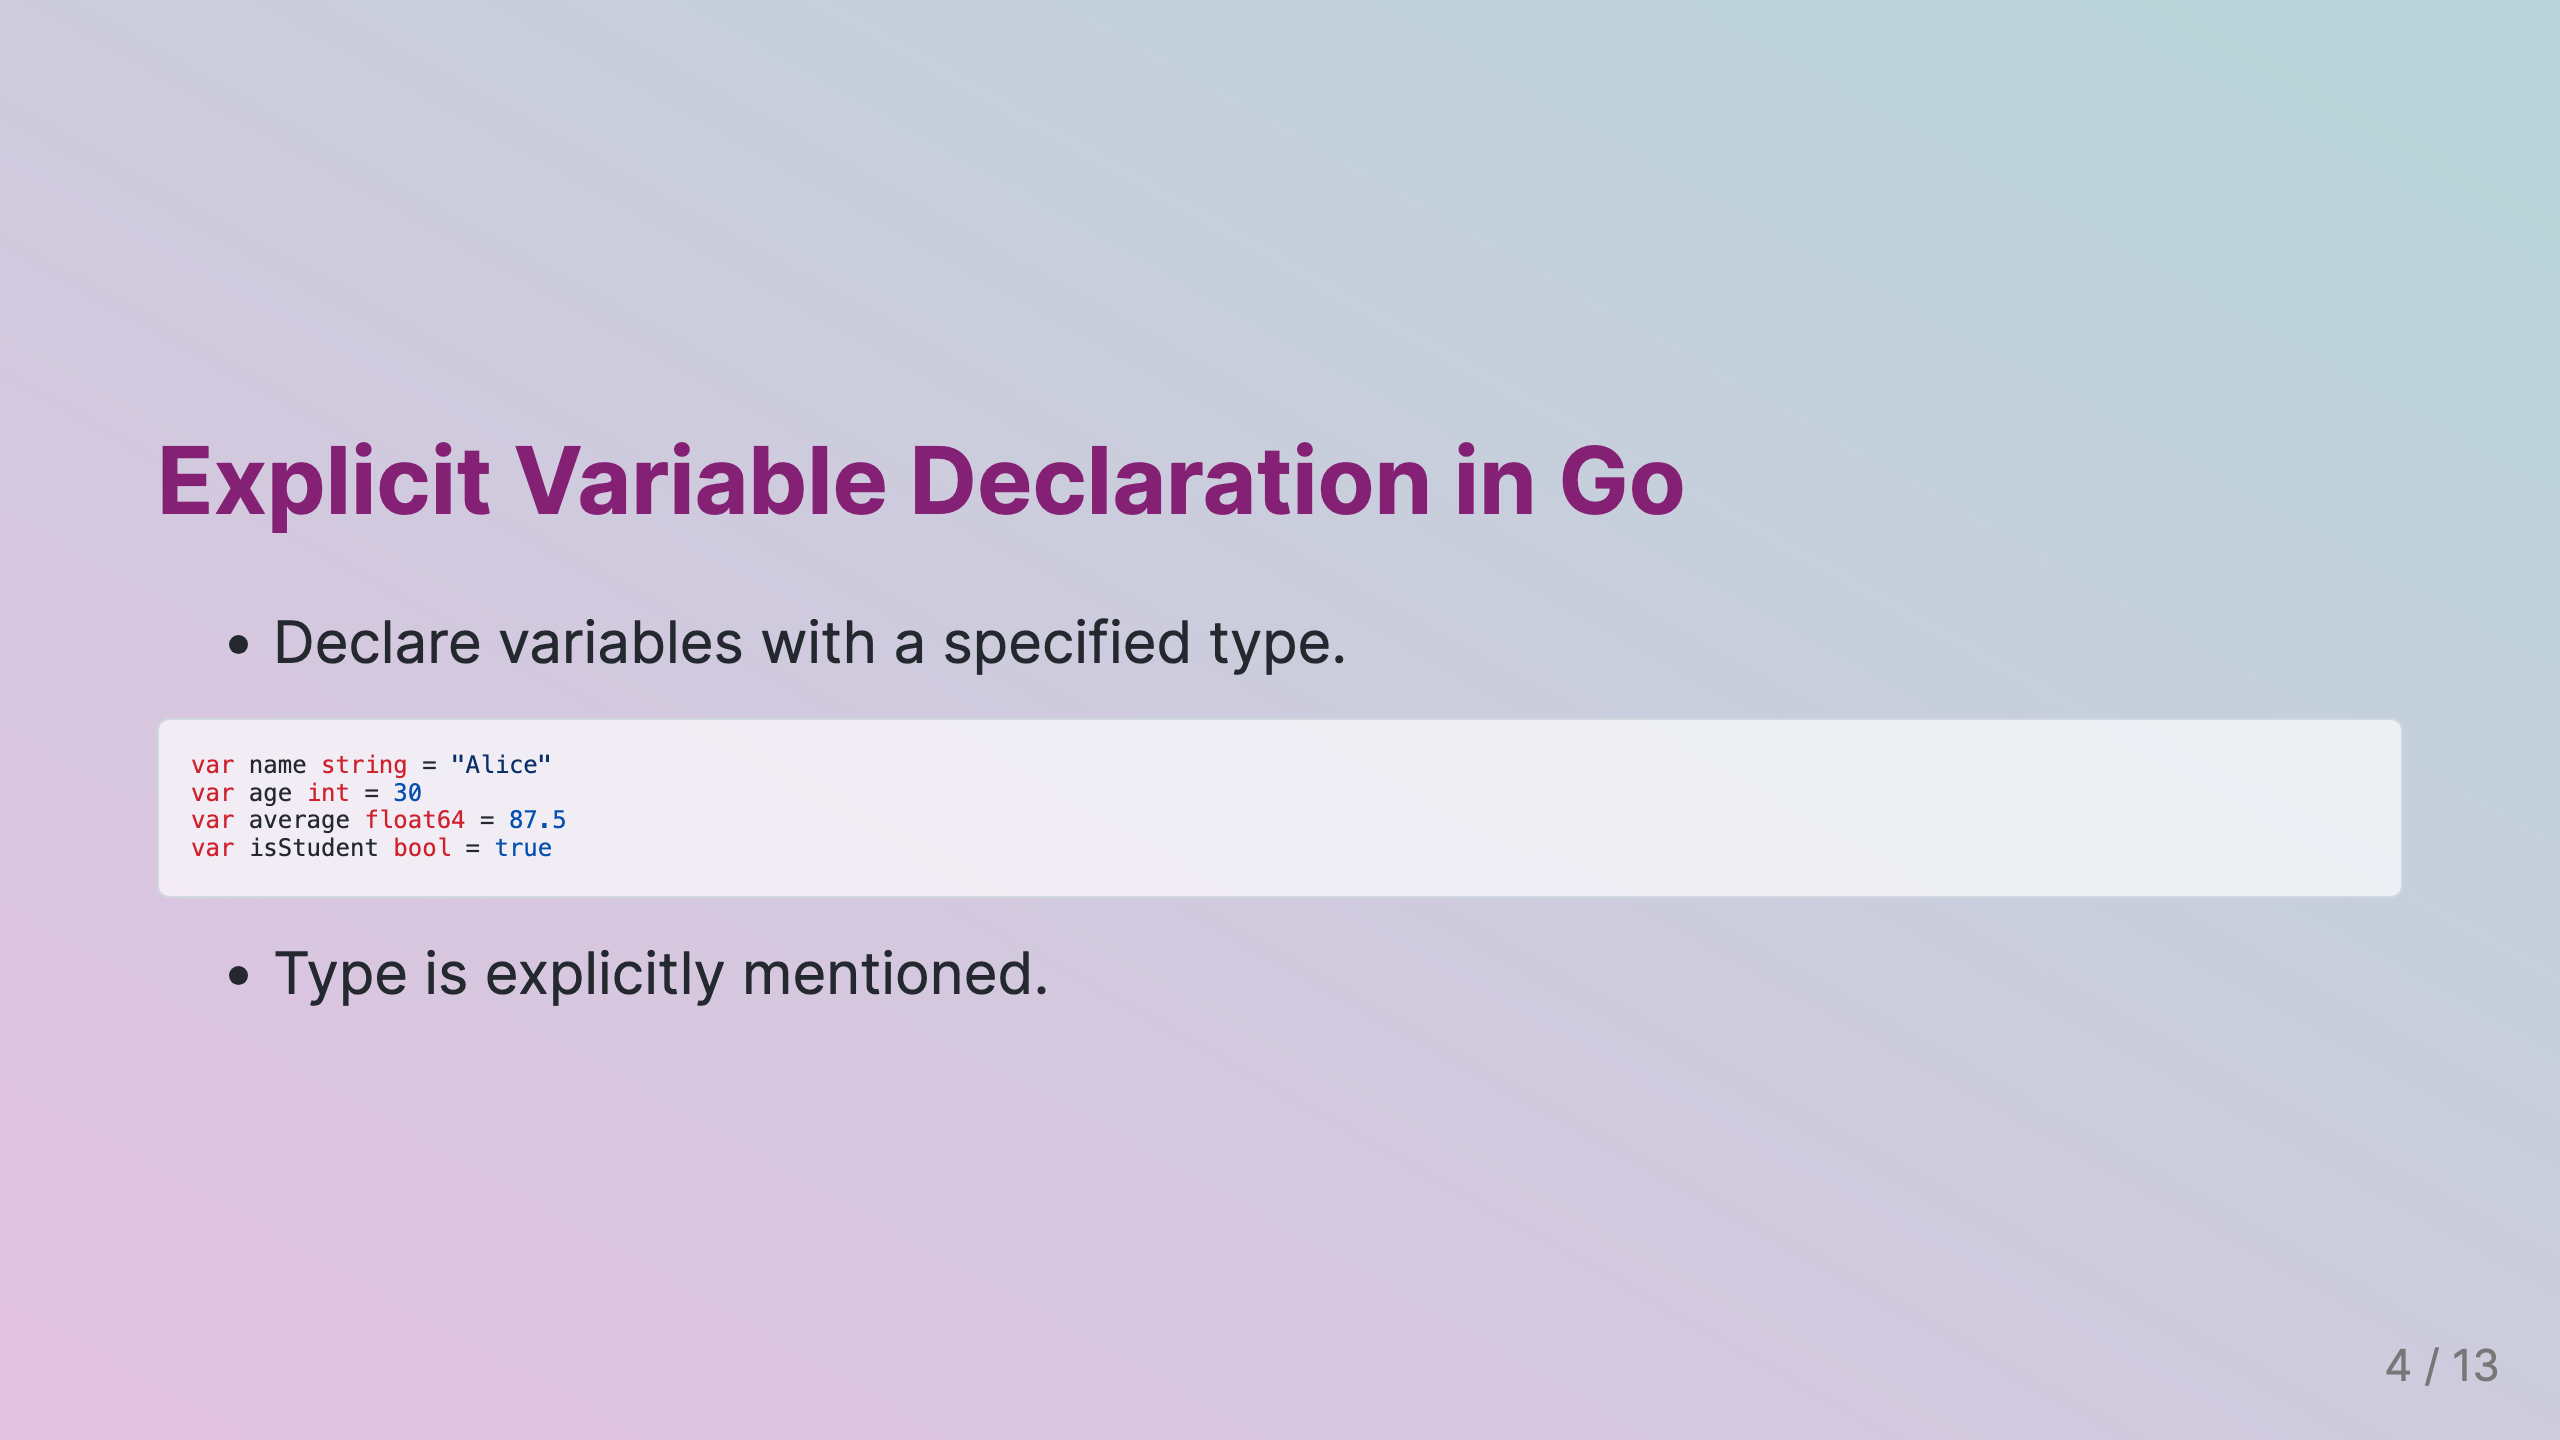 Explicit Variable Declaration in Go
• Declare variables with a specified type.
var name string = "Alice"
var age int = 30
var average float64 = 87.5
var isStudent bool = true
• Type is explicitly mentioned.
4 / 13